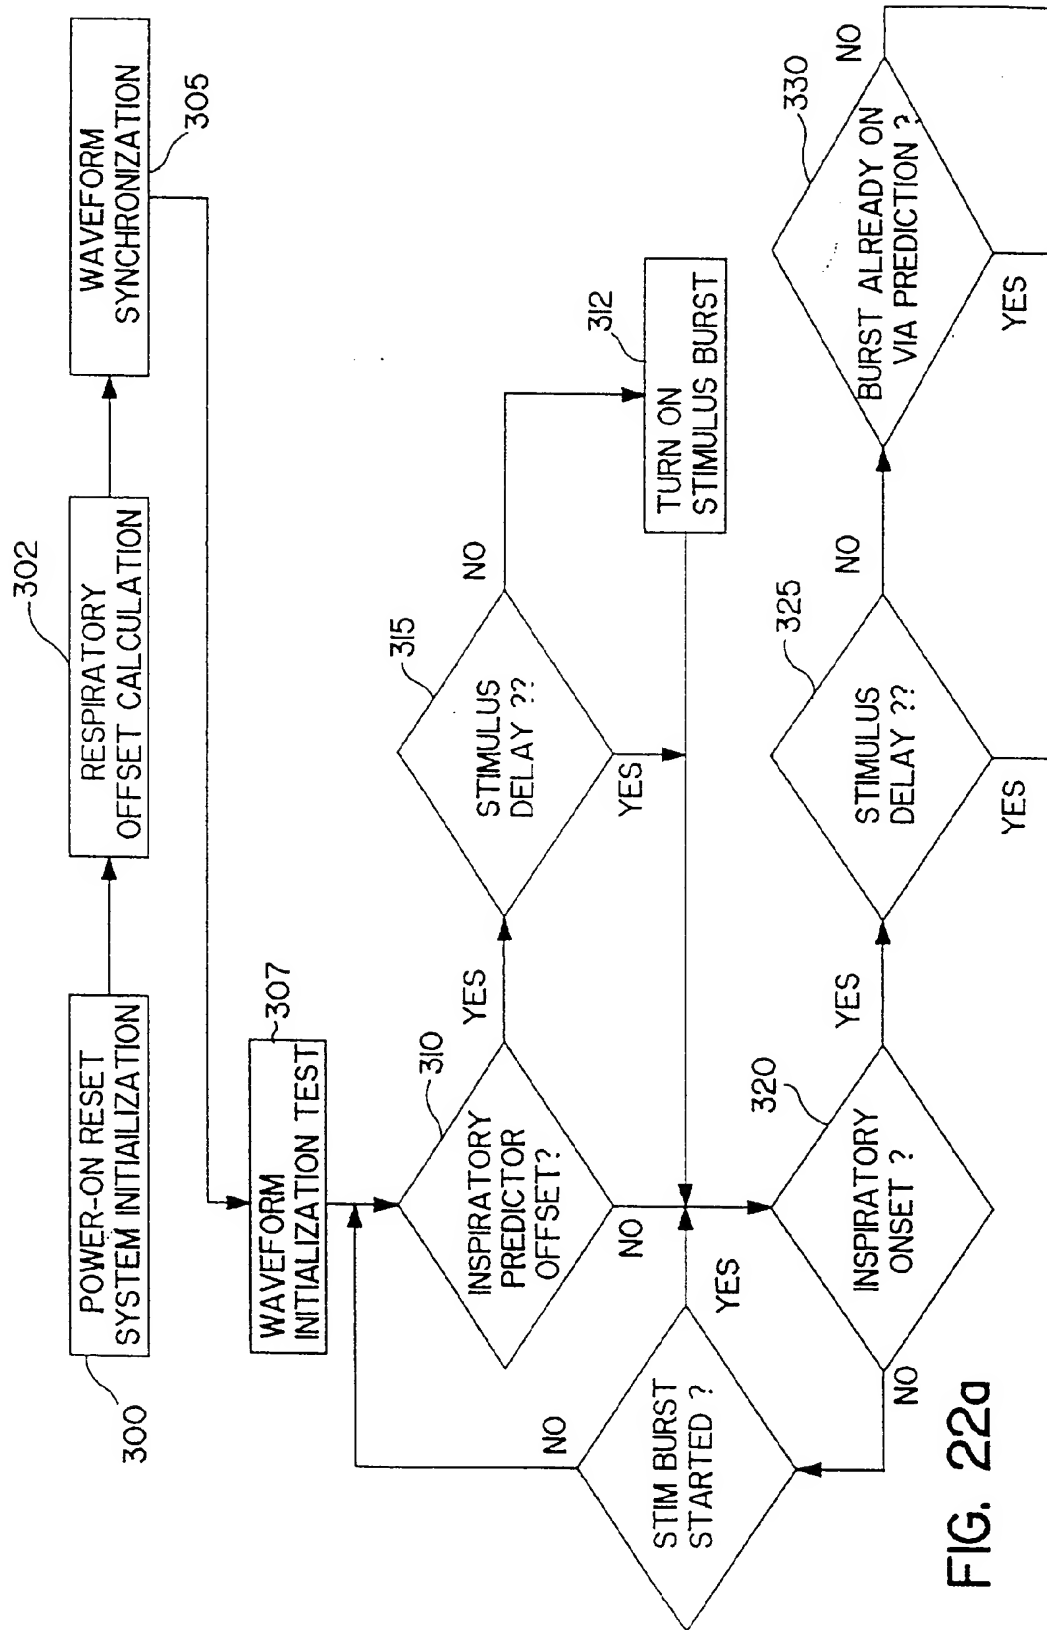 300
POWER-ON RESET
SYSTEM INITIAILIZATION
302
RESPIRATORY
OFFSET CALCULATION
WAVEFORM
SYNCHRONIZATION
305
307
WAVEFORM
INITIALIZATION TEST
310
INSPIRATORY
PREDICTOR
OFFSET?
YES
NO
315
STIMULUS
DELAY ??
NO
YES
312
TURN ON
STIMULUS BURST
STIM BURST
STARTED ?
NO
YES
320
INSPIRATORY
ONSET ?
NO
YES
325
STIMULUS
DELAY ??
NO
YES
330
BURST ALREADY ON
VIA PREDICTION ?
NO
YES
FIG. 22a